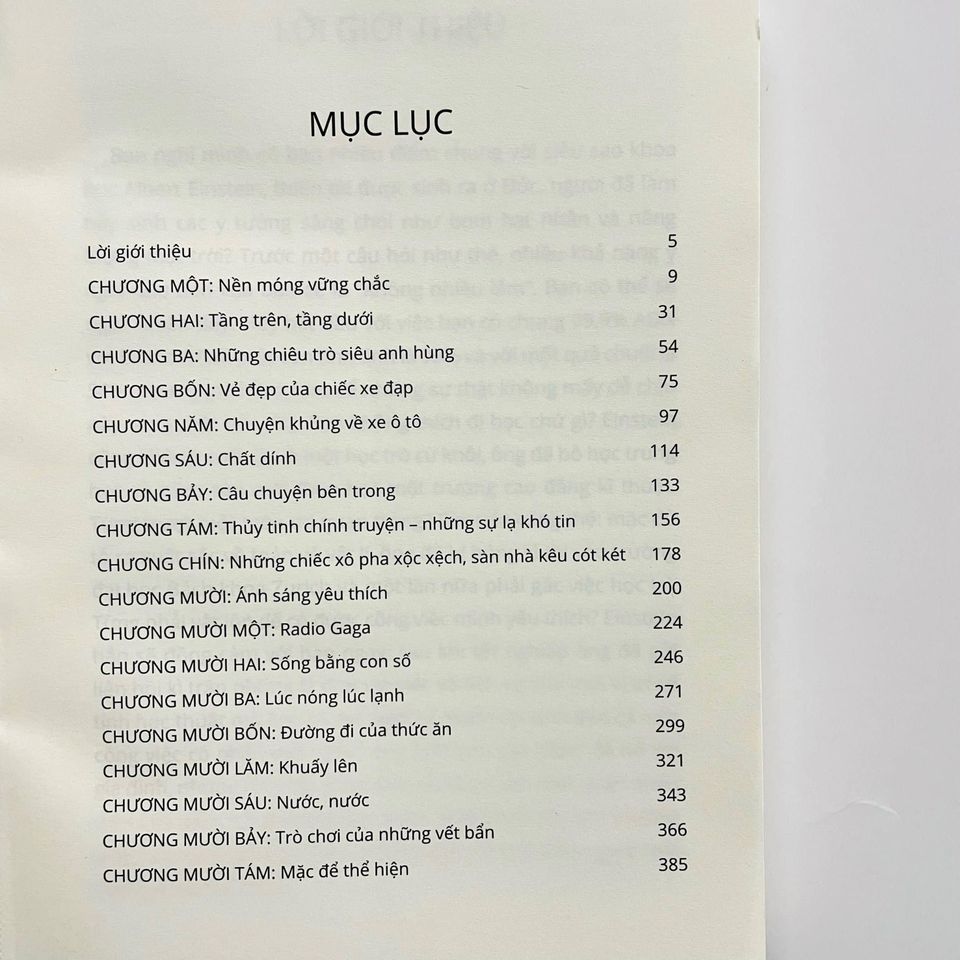 MỤC LỤC
Lời giới thiệu 5
CHƯƠNG MỘT: Nền móng vững chắc 9
CHƯƠNG HAI: Tầng trên, tầng dưới 31
CHƯƠNG BA: Những chiêu trò siêu anh hùng 54
CHƯƠNG BỐN: Vẻ đẹp của chiếc xe đạp 75
CHƯƠNG NĂM: Chuyện khủng về xe ô tô 97
CHƯƠNG SÁU: Chất dính 114
CHƯƠNG BẢY: Câu chuyện bên trong 133
CHƯƠNG TÁM: Thủy tinh chính truyện – những sự lạ khó tin 156
CHƯƠNG CHÍN: Những chiếc xô pha xộc xệch, sàn nhà kêu cót két 178
CHƯƠNG MƯỜI: Ánh sáng yêu thích 200
CHƯƠNG MƯỜI MỘT: Radio Gaga 224
CHƯƠNG MƯỜI HAI: Sống bằng con số 246
CHƯƠNG MƯỜI BA: Lúc nóng lúc lạnh 271
CHƯƠNG MƯỜI BỐN: Đường đi của thức ăn 299
CHƯƠNG MƯỜI LĂM: Khuấy lên 321
CHƯƠNG MƯỜI SÁU: Nước, nước 343
CHƯƠNG MƯỜI BẢY: Trò chơi của những vết bẩn 366
CHƯƠNG MƯỜI TÁM: Mặc để thể hiện 385